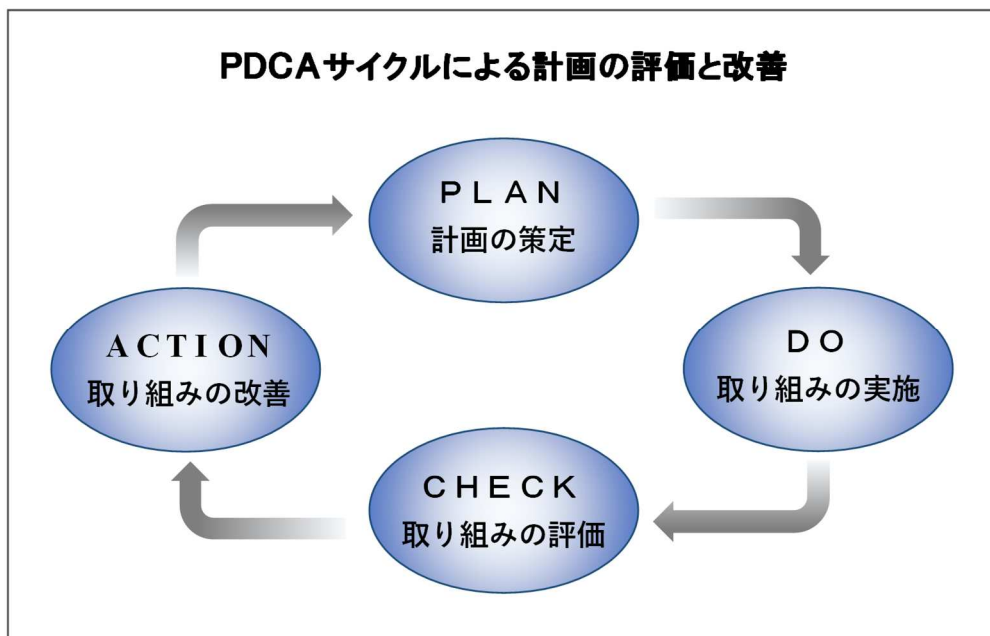 PDCAサイクルによる計画の評価と改善
ＰＬＡＮ
計画の策定
ＤＯ
取り組みの実施
ＣＨＥＣＫ
取り組みの評価
ＡＣＴＩＯＮ
取り組みの改善